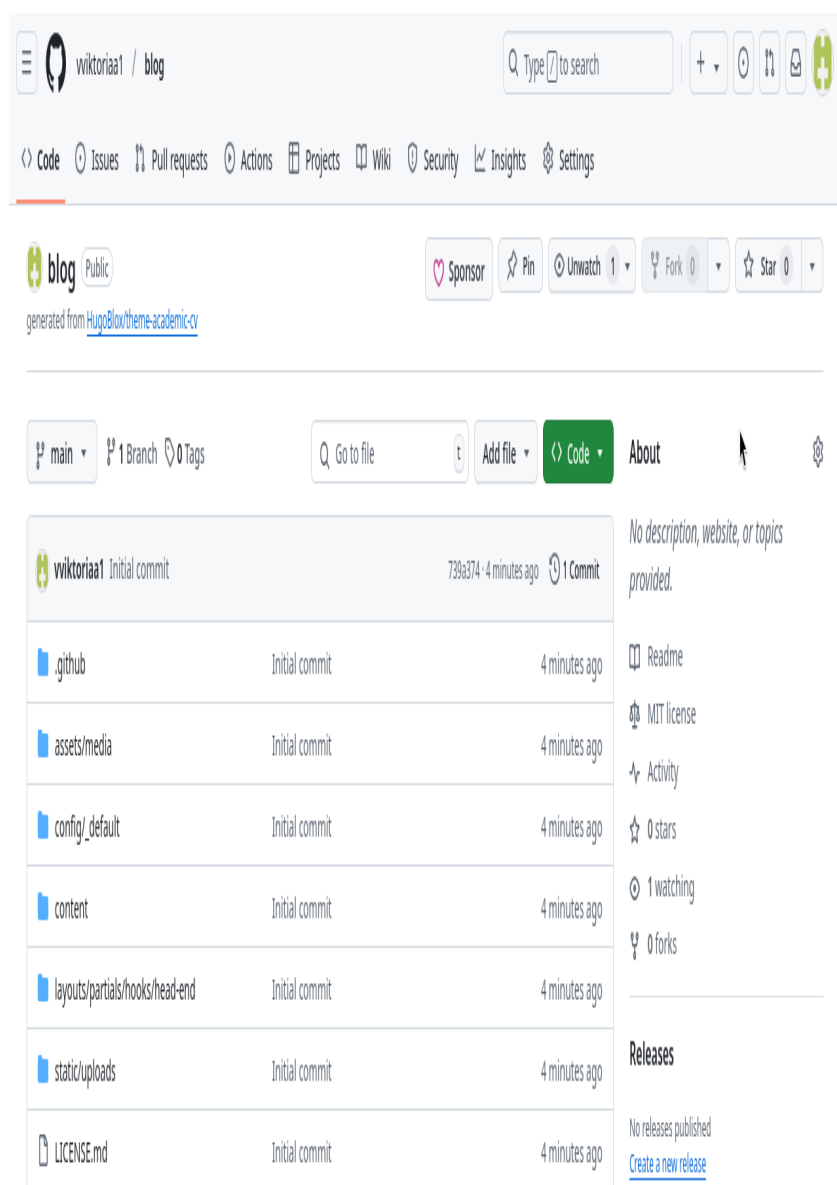 vviktoriaa1 / blog
Type / to search
Code Issues Pull requests Actions Projects Wiki Security Insights Settings
blog Public
Sponsor Pin Unwatch 1 Fork 0 Star 0
generated from HugoBlox/theme-academic-cv
main 1 Branch 0 Tags
Go to file t
Add file Code
vviktoriaa1 Initial commit 739a374 · 4 minutes ago 1 Commit
.github Initial commit 4 minutes ago
assets/media Initial commit 4 minutes ago
config/_default Initial commit 4 minutes ago
content Initial commit 4 minutes ago
layouts/partials/hooks/head-end Initial commit 4 minutes ago
static/uploads Initial commit 4 minutes ago
LICENSE.md Initial commit 4 minutes ago
About
No description, website, or topics
provided.
Readme
MIT license
Activity
0 stars
1 watching
0 forks
Releases
No releases published
Create a new release